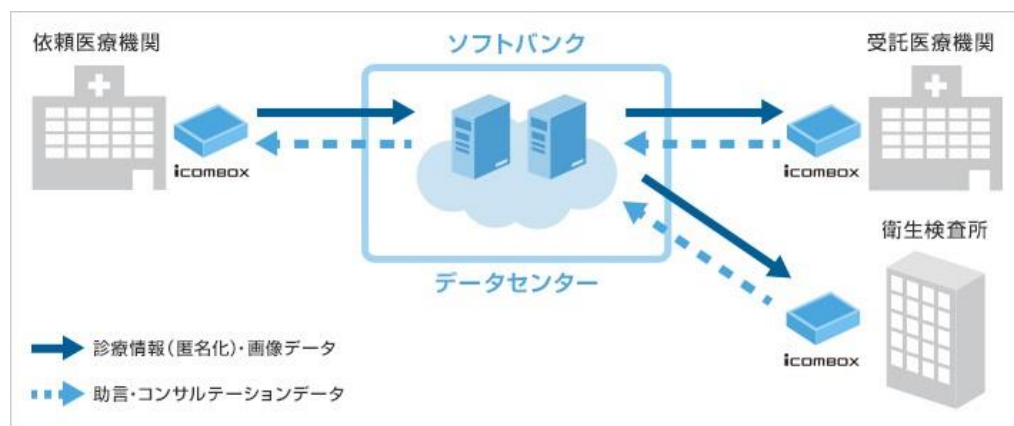 依頼医療機関
ソフトバンク
受託医療機関
icomBOX
icomBOX
衛生検査所
データセンター
icomBOX
診療情報(匿名化)・画像データ
助言・コンサルテーションデータ